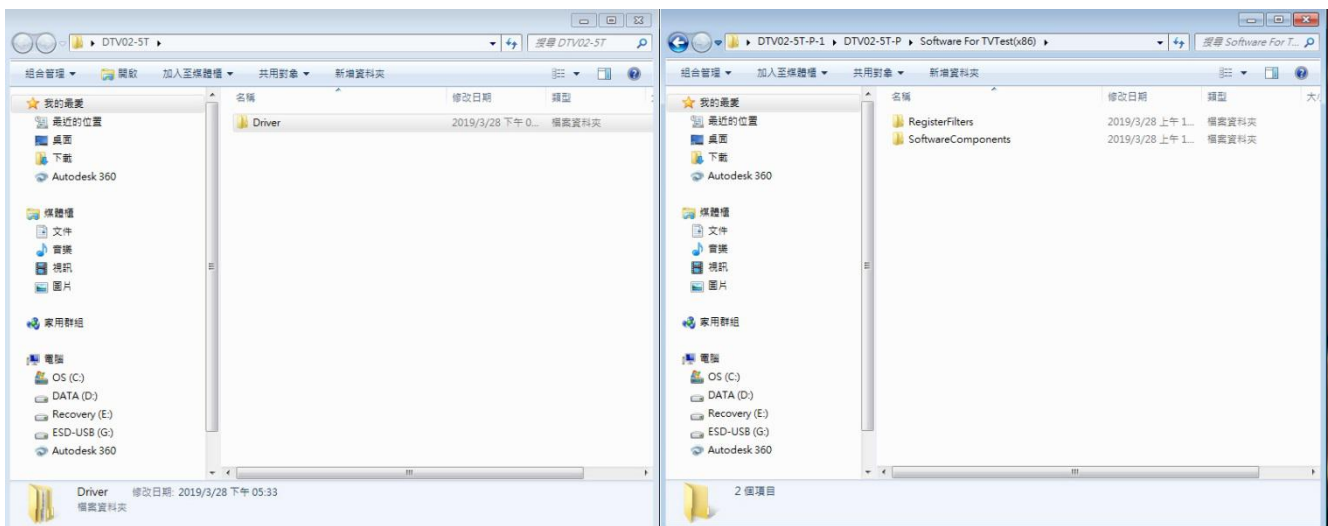 DTV02-5T
搜尋 DTV02-5T
組合管理 開啟 加入至媒體櫃 共用對象 新增資料夾
我的最愛
最近的位置
桌面
下載
Autodesk 360
媒體櫃
文件
音樂
視訊
圖片
家用群組
電腦
OS (C:)
DATA (D:)
Recovery (E:)
ESD-USB (G:)
Autodesk 360
名稱 修改日期 類型
Driver 2019/3/28 下午 0... 檔案資料夾
Driver 修改日期: 2019/3/28 下午 05:33
檔案資料夾
DTV02-5T-P-1 DTV02-5T-P Software For TVTest(x86)
搜尋 Software For T...
組合管理 加入至媒體櫃 共用對象 新增資料夾
我的最愛
最近的位置
桌面
下載
Autodesk 360
媒體櫃
文件
音樂
視訊
圖片
家用群組
電腦
OS (C:)
DATA (D:)
Recovery (E:)
ESD-USB (G:)
Autodesk 360
名稱 修改日期 類型
RegisterFilters 2019/3/28 上午 1... 檔案資料夾
SoftwareComponents 2019/3/28 上午 1... 檔案資料夾
2 個項目